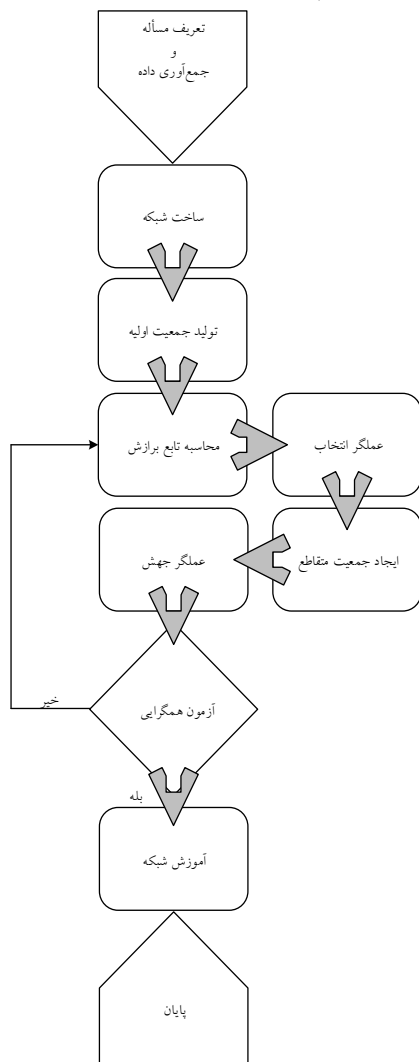 تعریف مسأله
و
جمع‌آوری داده
ساخت شبکه
تولید جمعیت اولیه
محاسبه تابع برازش
عملگر انتخاب
ایجاد جمعیت متقاطع
عملگر جهش
آزمون همگرایی
خیر
بله
آموزش شبکه
پایان